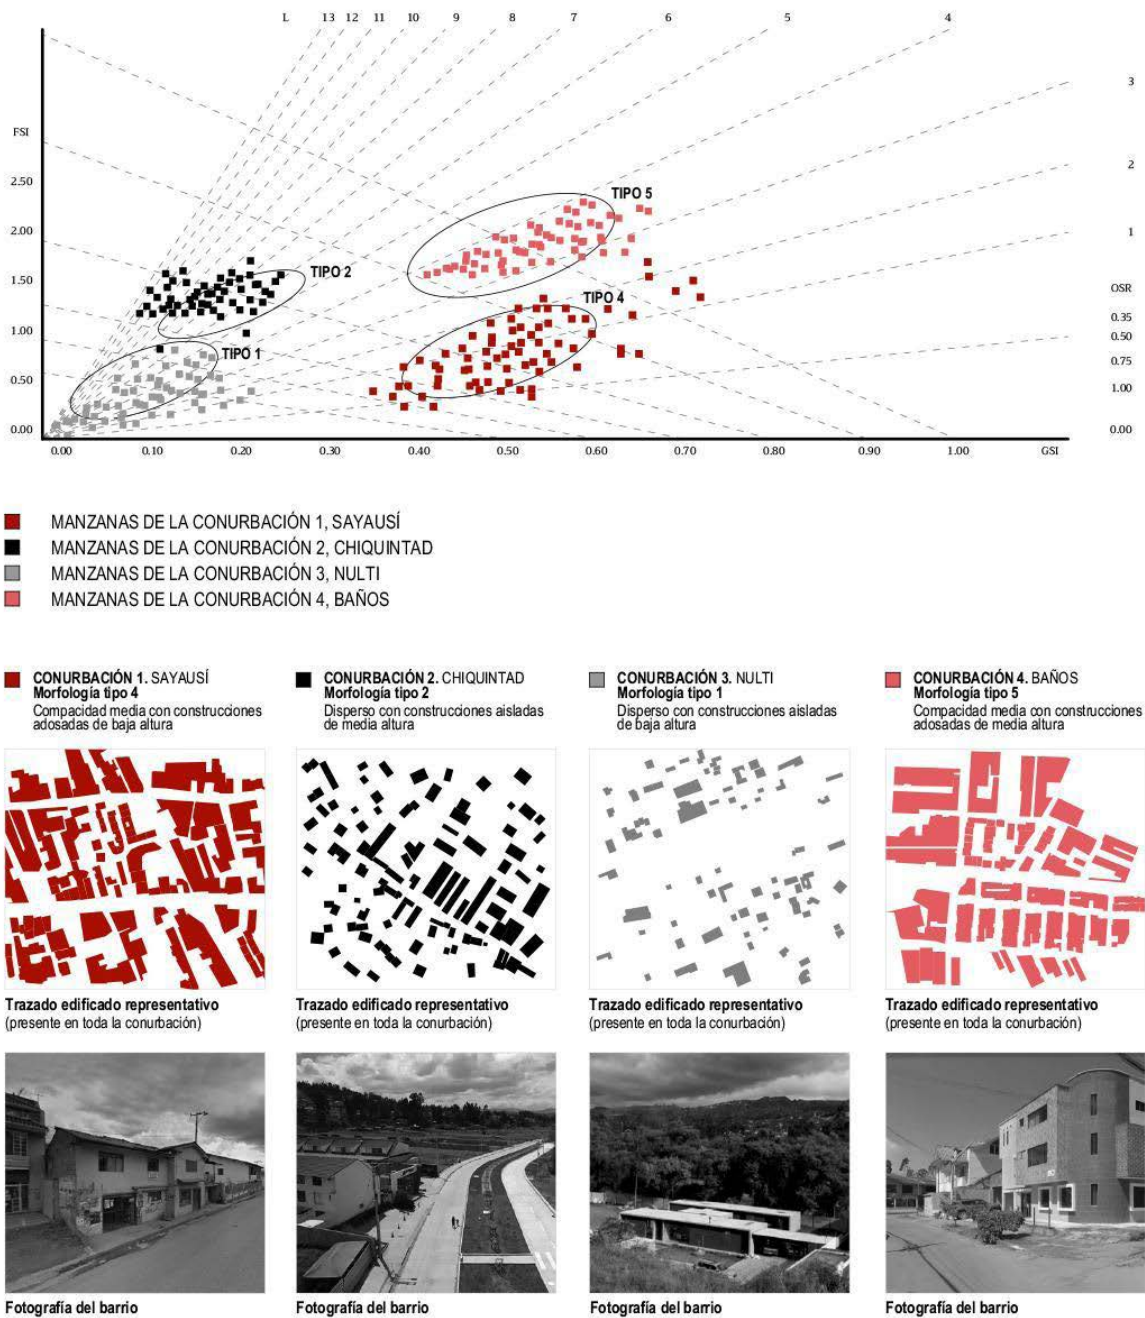 L 13 12 11 10 9 8 7 6 5 4
3
FSI
2.50
2
2.00
TIPO 5
1
1.50
TIPO 2
OSR
TIPO 4
0.35
1.00
0.50
TIPO 1
0.75
0.50
1.00
0.00
0.00
0.00 0.10 0.20 0.30 0.40 0.50 0.60 0.70 0.80 0.90 1.00 GSI
MANZANAS DE LA CONURBACIÓN 1, SAYAUSÍ
MANZANAS DE LA CONURBACIÓN 2, CHIQUINTAD
MANZANAS DE LA CONURBACIÓN 3, NULTI
MANZANAS DE LA CONURBACIÓN 4, BAÑOS
CONURBACIÓN 1. SAYAUSÍ
Morfología tipo 4
Compacidad media con construcciones
adosadas de baja altura
CONURBACIÓN 2. CHIQUINTAD
Morfología tipo 2
Disperso con construcciones aisladas
de media altura
CONURBACIÓN 3. NULTI
Morfología tipo 1
Disperso con construcciones aisladas
de baja altura
CONURBACIÓN 4. BAÑOS
Morfología tipo 5
Compacidad media con construcciones
adosadas de media altura
Trazado edificado representativo
(presente en toda la conurbación)
Trazado edificado representativo
(presente en toda la conurbación)
Trazado edificado representativo
(presente en toda la conurbación)
Trazado edificado representativo
(presente en toda la conurbación)
Fotografía del barrio
Fotografía del barrio
Fotografía del barrio
Fotografía del barrio